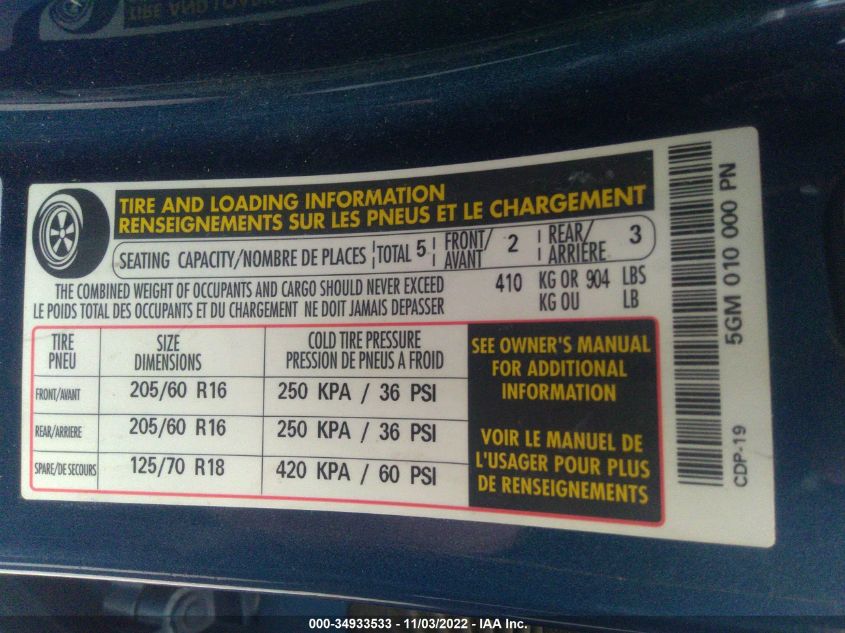 TIRE AND LOADING INFORMATION
RENSEIGNEMENTS SUR LES PNEUS ET LE CHARGEMENT
SEATING CAPACITY/NOMBRE DE PLACES TOTAL 5 FRONT/AVANT 2 REAR/ARRIÈRE 3
THE COMBINED WEIGHT OF OCCUPANTS AND CARGO SHOULD NEVER EXCEED 410 KG OR 904 LBS
LE POIDS TOTAL DES OCCUPANTS ET DU CHARGEMENT NE DOIT JAMAIS DEPASSER KG OU LB
TIRE SIZE COLD TIRE PRESSURE
PNEU DIMENSIONS PRESSION DE PNEUS A FROID
FRONT/AVANT 205/60 R16 250 KPA / 36 PSI
REAR/ARRIERE 205/60 R16 250 KPA / 36 PSI
SPARE/DE SECOURS 125/70 R18 420 KPA / 60 PSI
SEE OWNER'S MANUAL
FOR ADDITIONAL
INFORMATION
VOIR LE MANUEL DE
L'USAGER POUR PLUS
DE RENSEIGNEMENTS
5GM 010 000 PN
CDP-19
000-34933533 - 11/03/2022 - IAA Inc.